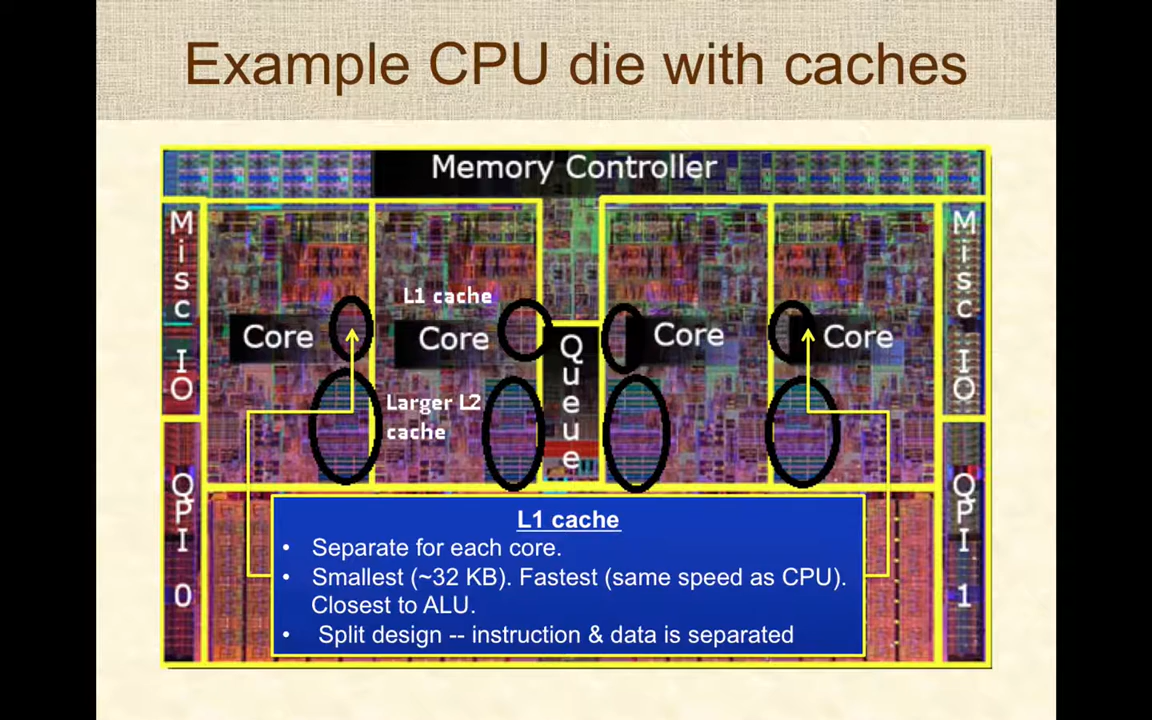 Example CPU die with caches
Memory Controller
Misc IO
Misc IO
L1 cache
Core
Core
Core
Core
Queue
Larger L2
cache
QPI 0
QPI 1
L1 cache
• Separate for each core.
• Smallest (~32 KB). Fastest (same speed as CPU).
Closest to ALU.
• Split design -- instruction & data is separated